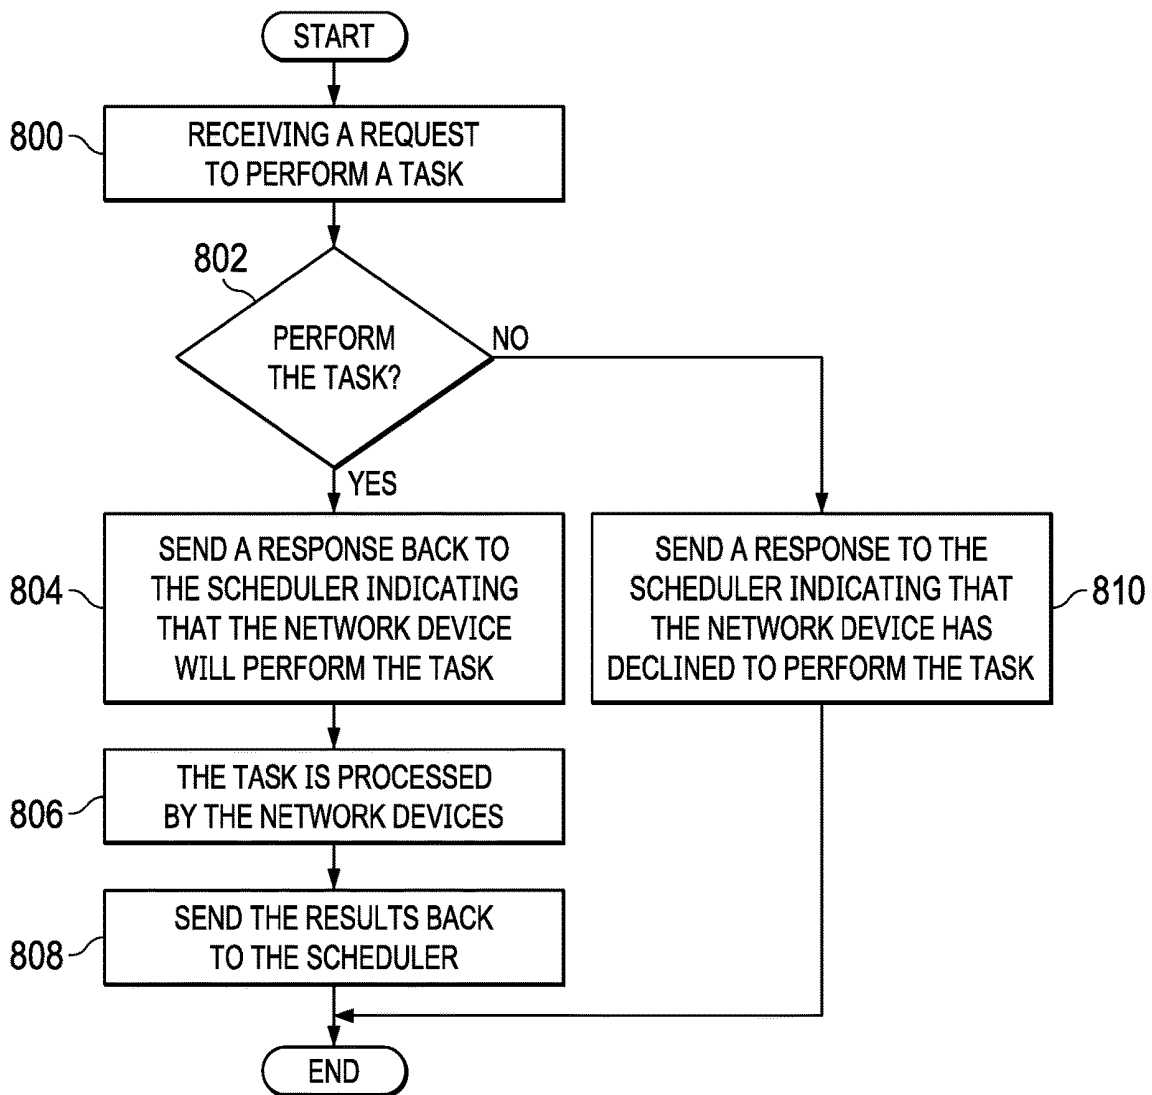 START
800
RECEIVING A REQUEST
TO PERFORM A TASK
802
PERFORM
THE TASK?
NO
YES
804
SEND A RESPONSE BACK TO
THE SCHEDULER INDICATING
THAT THE NETWORK DEVICE
WILL PERFORM THE TASK
SEND A RESPONSE TO THE
SCHEDULER INDICATING THAT
THE NETWORK DEVICE HAS
DECLINED TO PERFORM THE TASK
810
806
THE TASK IS PROCESSED
BY THE NETWORK DEVICES
808
SEND THE RESULTS BACK
TO THE SCHEDULER
END